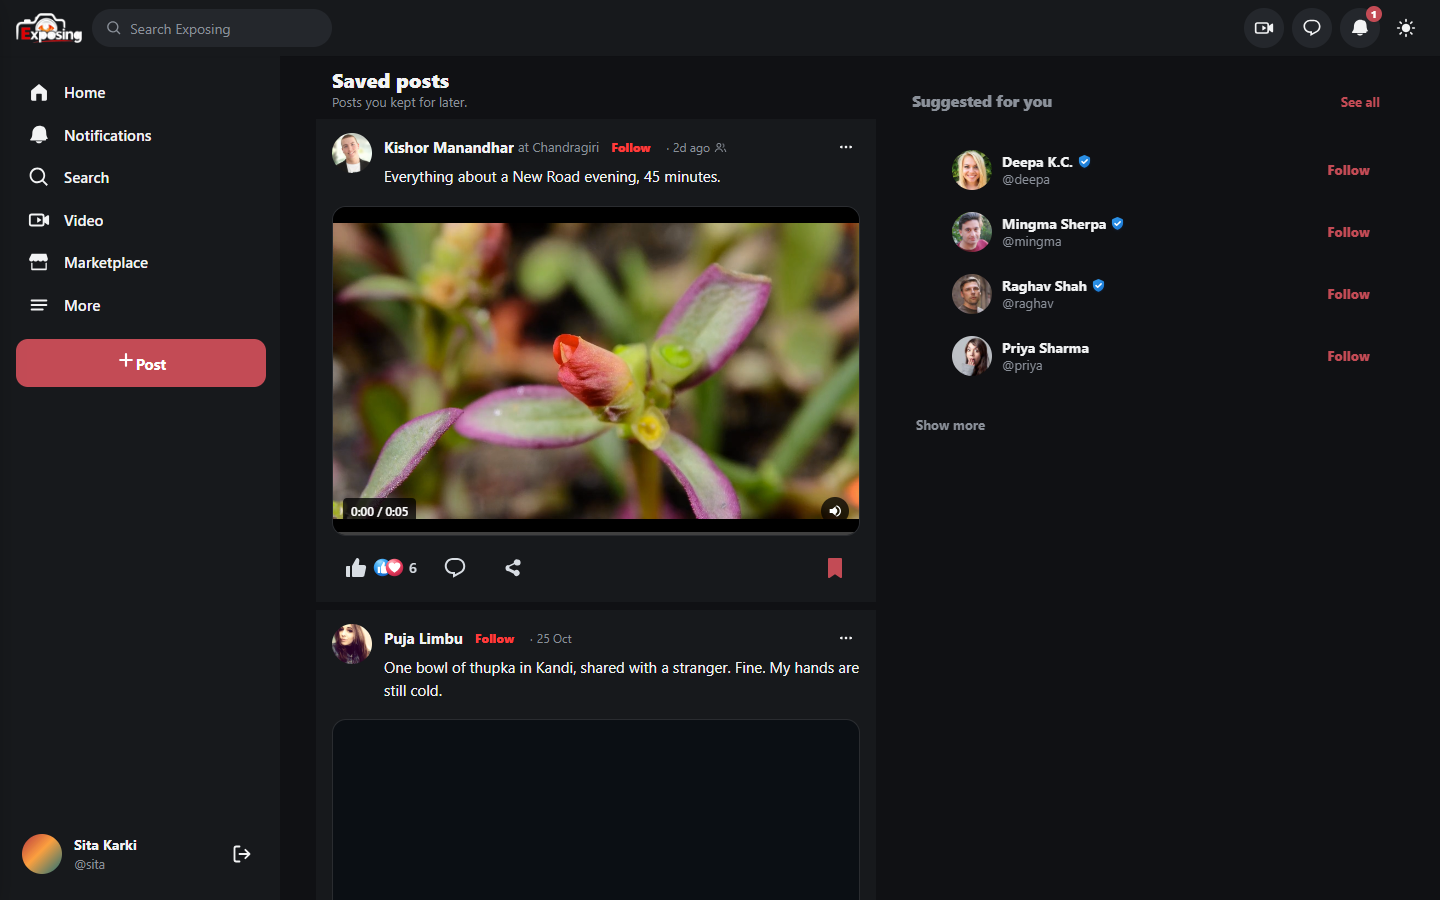 Exposing
Search Exposing
1
Home
Notifications
Search
Video
Marketplace
More
Post
Sita Karki
@sita
Saved posts
Posts you kept for later.
Kishor Manandhar at Chandragiri Follow · 2d ago
Everything about a New Road evening, 45 minutes.
0:00 / 0:05
6
Puja Limbu Follow · 25 Oct
One bowl of thupka in Kandi, shared with a stranger. Fine. My hands are
still cold.
Suggested for you
See all
Deepa K.C.
@deepa
Follow
Mingma Sherpa
@mingma
Follow
Raghav Shah
@raghav
Follow
Priya Sharma
@priya
Follow
Show more